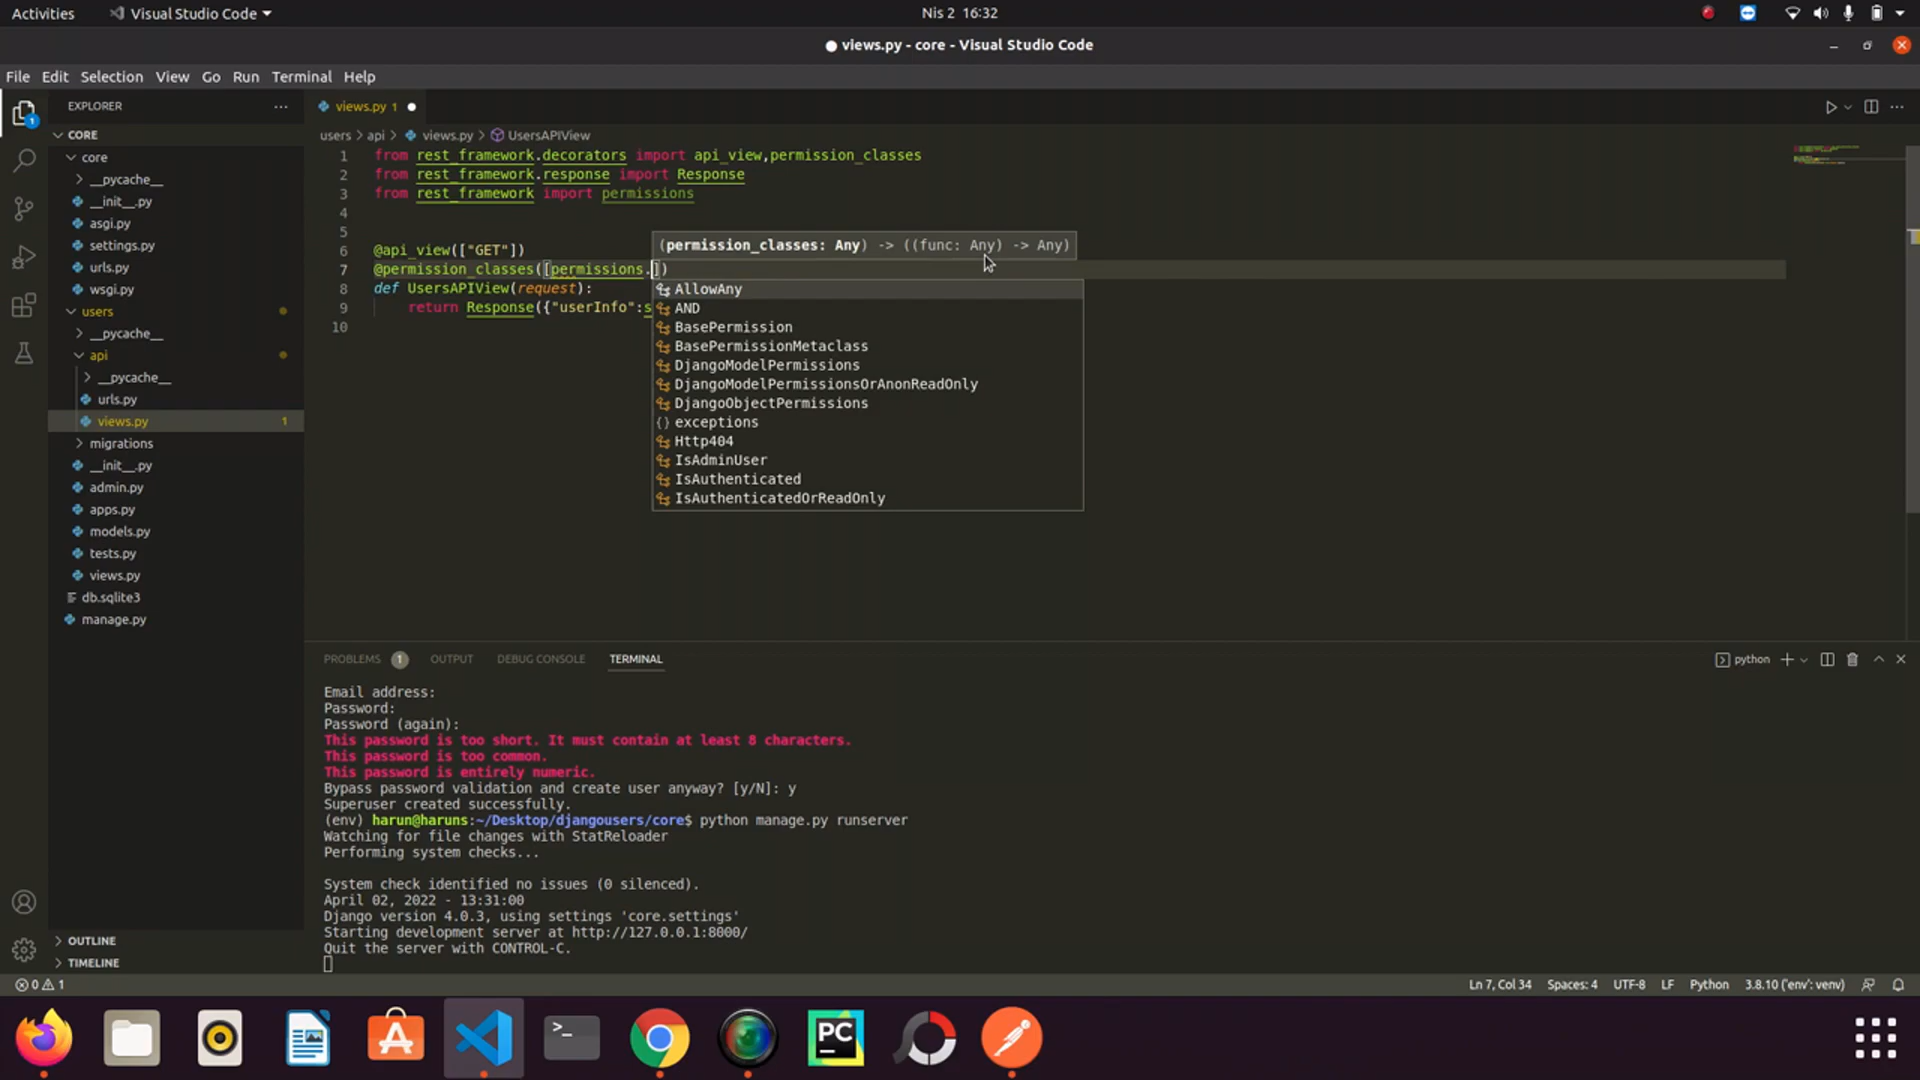 Activities
Visual Studio Code
Nis 2 16:32
views.py - core - Visual Studio Code
File Edit Selection View Go Run Terminal Help
EXPLORER
views.py 1
CORE
users > api > views.py > UsersAPIView
core
__pycache__
__init__.py
asgi.py
settings.py
urls.py
wsgi.py
users
__pycache__
api
__pycache__
urls.py
views.py 1
migrations
__init__.py
admin.py
apps.py
models.py
tests.py
views.py
db.sqlite3
manage.py
OUTLINE
TIMELINE
1 from rest_framework.decorators import api_view,permission_classes
2 from rest_framework.response import Response
3 from rest_framework import permissions
4
5
6 @api_view(["GET"])
(permission_classes: Any) -> ((func: Any) -> Any)
7 @permission_classes([permissions.])
8 def UsersAPIView(request):
9 return Response({"userInfo":s
10
AllowAny
AND
BasePermission
BasePermissionMetaclass
DjangoModelPermissions
DjangoModelPermissionsOrAnonReadOnly
DjangoObjectPermissions
{} exceptions
Http404
IsAdminUser
IsAuthenticated
IsAuthenticatedOrReadOnly
PROBLEMS 1 OUTPUT DEBUG CONSOLE TERMINAL
python
Email address:
Password:
Password (again):
This password is too short. It must contain at least 8 characters.
This password is too common.
This password is entirely numeric.
Bypass password validation and create user anyway? [y/N]: y
Superuser created successfully.
(env) harun@haruns:~/Desktop/djangousers/core$ python manage.py runserver
Watching for file changes with StatReloader
Performing system checks...
System check identified no issues (0 silenced).
April 02, 2022 - 13:31:00
Django version 4.0.3, using settings 'core.settings'
Starting development server at http://127.0.0.1:8000/
Quit the server with CONTROL-C.
0 1
Ln 7, Col 34 Spaces: 4 UTF-8 LF Python 3.8.10 ('env': venv)
PC